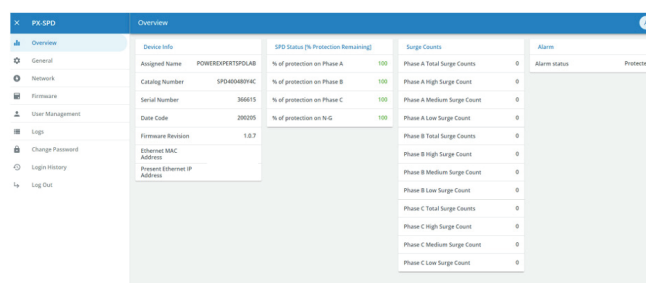 PX-SPD
Overview
General
Network
Firmware
User Management
Logs
Change Password
Login History
Log Out
Overview
Device Info
Assigned Name POWEREXPERTSPDLAB
Catalog Number SPD400480Y4C
Serial Number 366615
Date Code 200205
Firmware Revision 1.0.7
Ethernet MAC
Address
Present Ethernet IP
Address
SPD Status [% Protection Remaining]
% of protection on Phase A 100
% of protection on Phase B 100
% of protection on Phase C 100
% of protection on N-G 100
Surge Counts
Phase A Total Surge Counts 0
Phase A High Surge Count 0
Phase A Medium Surge Count 0
Phase A Low Surge Count 0
Phase B Total Surge Counts 0
Phase B High Surge Count 0
Phase B Medium Surge Count 0
Phase B Low Surge Count 0
Phase C Total Surge Counts 0
Phase C High Surge Count 0
Phase C Medium Surge Count 0
Phase C Low Surge Count 0
Alarm
Alarm status Protecte